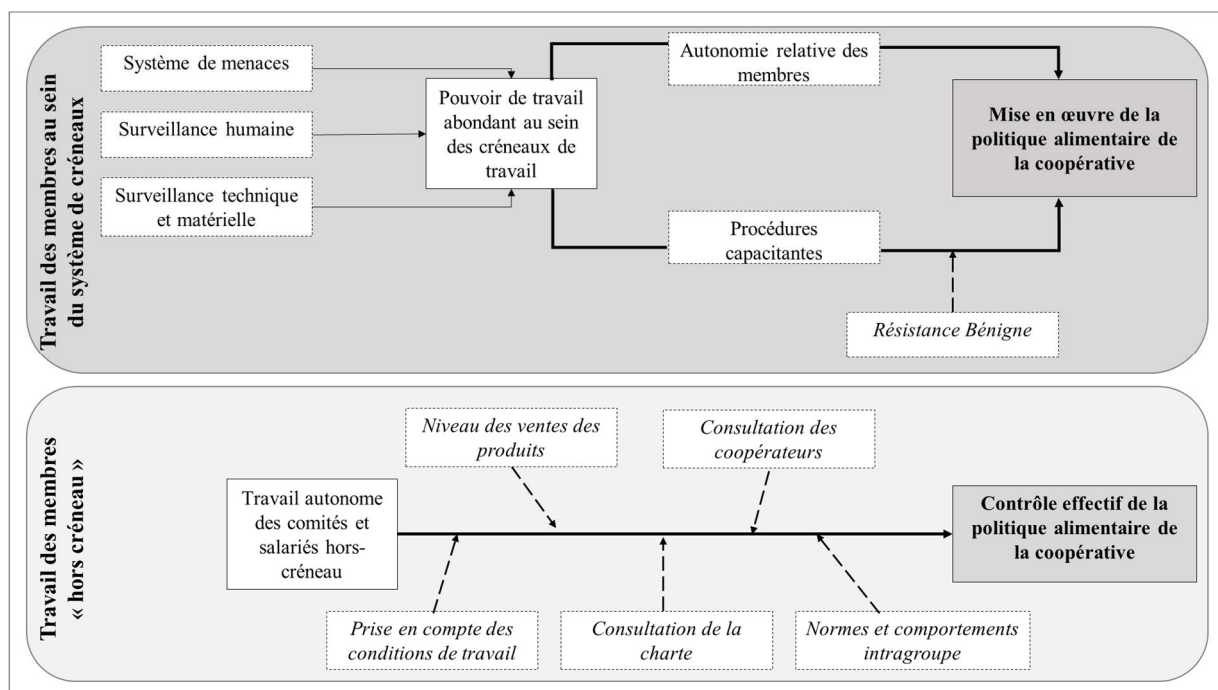 Travail des membres au sein
du système de créneaux
Système de menaces
Surveillance humaine
Surveillance technique
et matérielle
Pouvoir de travail
abondant au sein
des créneaux de
travail
Autonomie relative des
membres
Procédures
capacitantes
Résistance Bénigne
Mise en œuvre de la
politique alimentaire de
la coopérative
Travail des membres
« hors créneau »
Niveau des ventes des
produits
Consultation des
coopérateurs
Travail autonome
des comités et
salariés hors-
créneau
Contrôle effectif de la
politique alimentaire de
la coopérative
Prise en compte des
conditions de travail
Consultation de la
charte
Normes et comportements
intragroupe